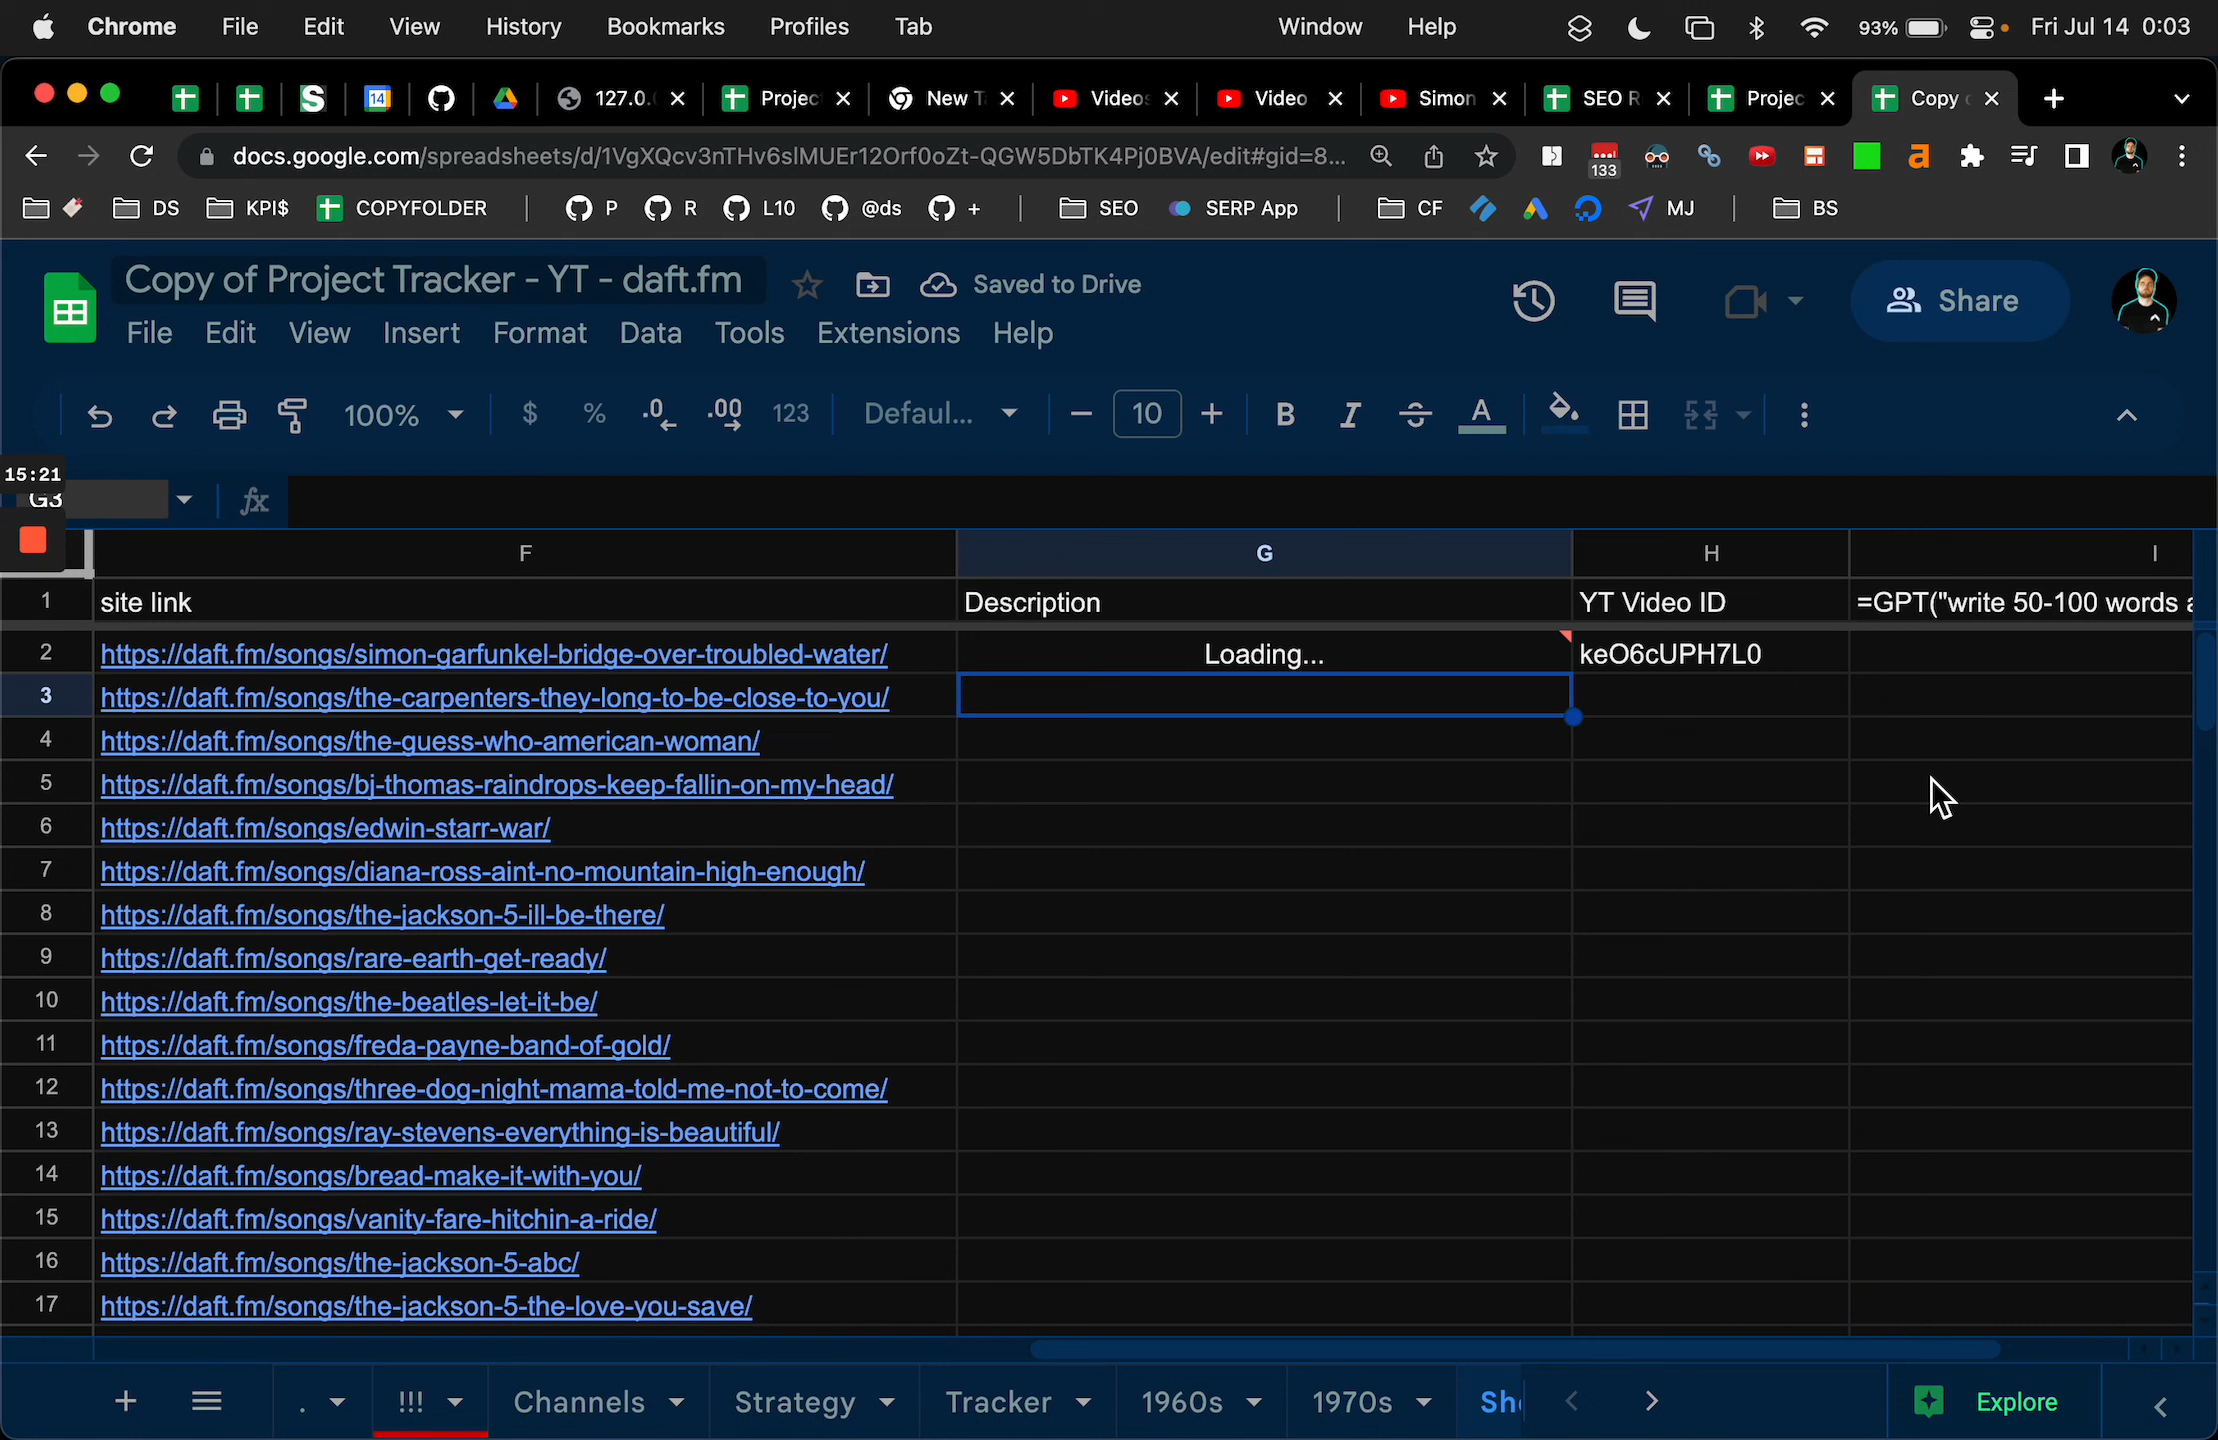 Chrome File Edit View History Bookmarks Profiles Tab Window Help 93% Fri Jul 14 0:03
14 127.0. Projec New T Videos Video Simon SEO R Projec Copy
docs.google.com/spreadsheets/d/1VgXQcv3nTHv6slMUEr12Orf0oZt-QGW5DbTK4Pj0BVA/edit#gid=8... 133
DS KPI$ COPYFOLDER P R L10 @ds + SEO SERP App CF MJ BS
Copy of Project Tracker - YT - daft.fm Saved to Drive
Share
File Edit View Insert Format Data Tools Extensions Help
100% $ % .0 .00 123 Defaul... 10 B I A
15:21
G3 fx
F G H I
1 site link Description YT Video ID =GPT("write 50-100 words a
2 https://daft.fm/songs/simon-garfunkel-bridge-over-troubled-water/ Loading... keO6cUPH7L0
3 https://daft.fm/songs/the-carpenters-they-long-to-be-close-to-you/
4 https://daft.fm/songs/the-guess-who-american-woman/
5 https://daft.fm/songs/bj-thomas-raindrops-keep-fallin-on-my-head/
6 https://daft.fm/songs/edwin-starr-war/
7 https://daft.fm/songs/diana-ross-aint-no-mountain-high-enough/
8 https://daft.fm/songs/the-jackson-5-ill-be-there/
9 https://daft.fm/songs/rare-earth-get-ready/
10 https://daft.fm/songs/the-beatles-let-it-be/
11 https://daft.fm/songs/freda-payne-band-of-gold/
12 https://daft.fm/songs/three-dog-night-mama-told-me-not-to-come/
13 https://daft.fm/songs/ray-stevens-everything-is-beautiful/
14 https://daft.fm/songs/bread-make-it-with-you/
15 https://daft.fm/songs/vanity-fare-hitchin-a-ride/
16 https://daft.fm/songs/the-jackson-5-abc/
17 https://daft.fm/songs/the-jackson-5-the-love-you-save/
. !!! Channels Strategy Tracker 1960s 1970s She Explore